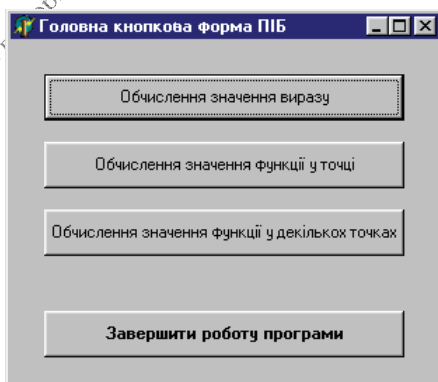 Головна кнопкова форма ПІБ
Обчислення значення виразу
Обчислення значення функції у точці
Обчислення значення функції у декількох точках
Завершити роботу програми